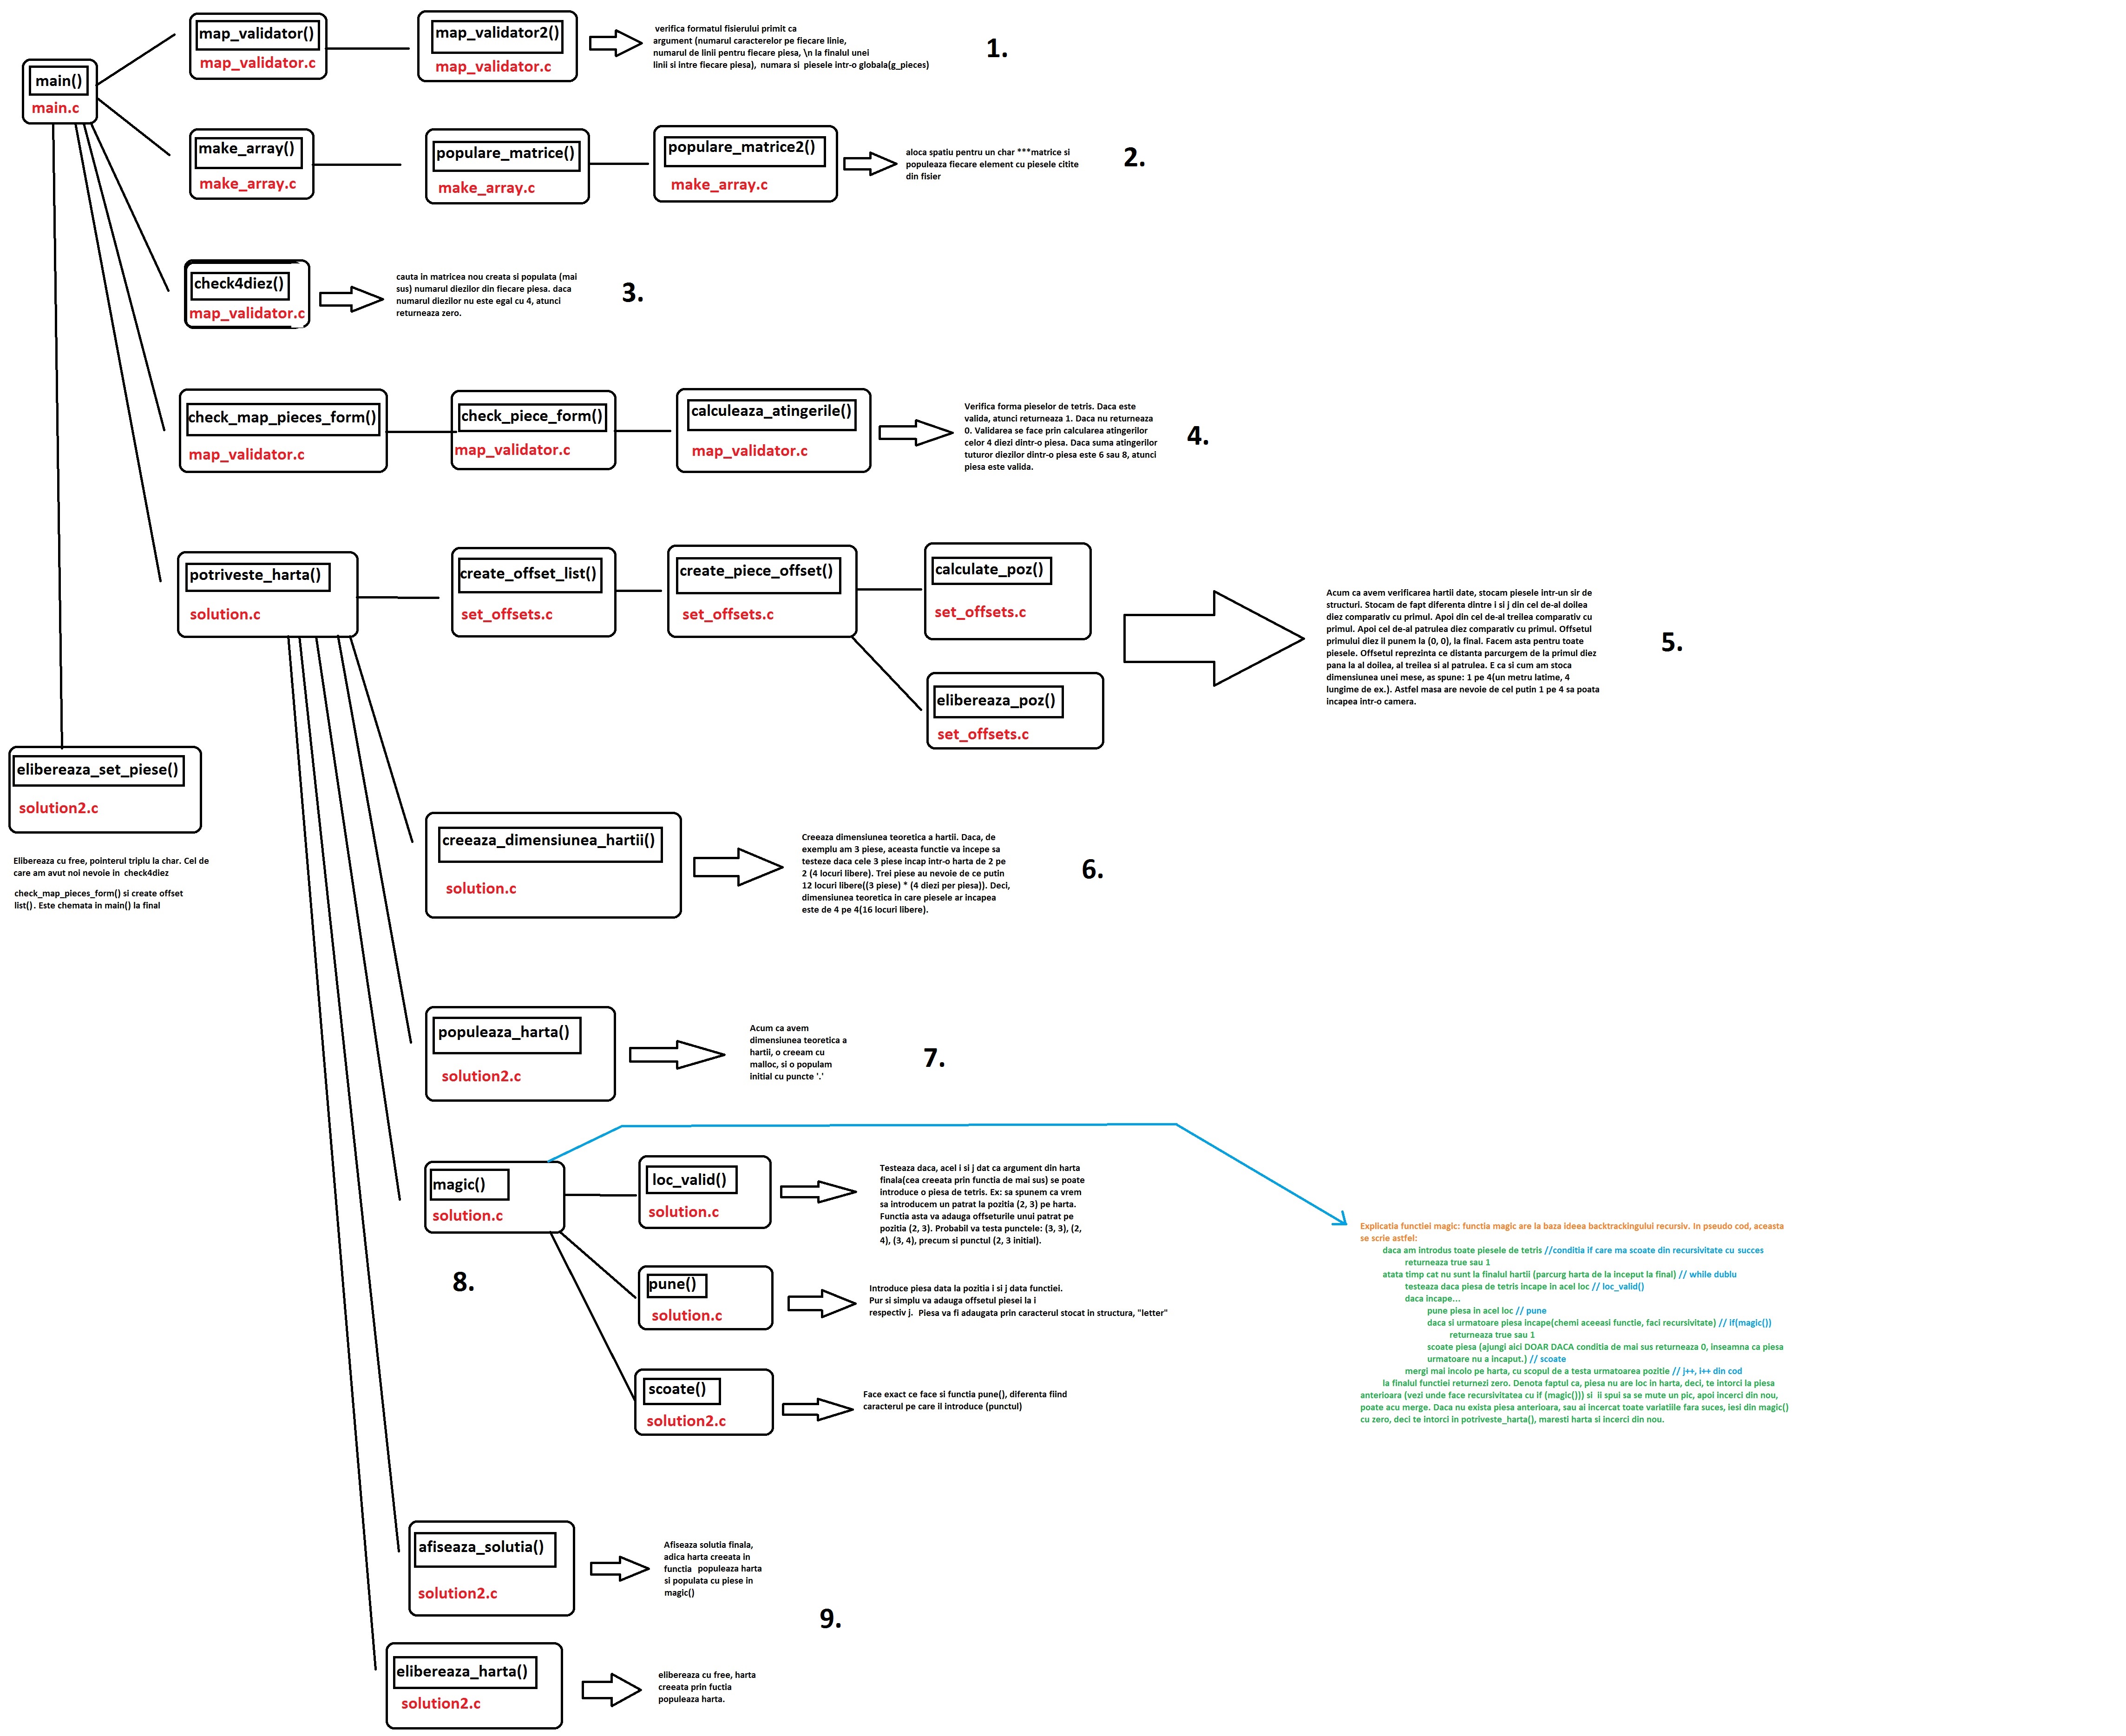 main()
main.c
map_validator()
map_validator.c
map_validator2()
map_validator.c
verifica formatul fisierului primit ca
argument (numarul caracterelor pe fiecare linie,
numarul de linii pentru fiecare piesa, \n la finalul unei
linii si intre fiecare piesa), numara si piesele intr-o globala(g_pieces)
1.
make_array()
make_array.c
populare_matrice()
make_array.c
populare_matrice2()
make_array.c
aloca spatiu pentru un char ***matrice si
populeaza fiecare element cu piesele citite
din fisier
2.
check4diez()
map_validator.c
cauta in matricea nou creata si populata (mai
sus) numarul diezilor din fiecare piesa. daca
numarul diezilor nu este egal cu 4, atunci
returneaza zero.
3.
check_map_pieces_form()
map_validator.c
check_piece_form()
map_validator.c
calculeaza_atingerile()
map_validator.c
Verifica forma pieselor de tetris. Daca este
valida, atunci returneaza 1. Daca nu returneaza
0. Validarea se face prin calcularea atingerilor
celor 4 diezi dintr-o piesa. Daca suma atingerilor
tuturor diezilor dintr-o piesa este 6 sau 8, atunci
piesa este valida.
4.
potriveste_harta()
solution.c
create_offset_list()
set_offsets.c
create_piece_offset()
set_offsets.c
calculate_poz()
set_offsets.c
elibereaza_poz()
set_offsets.c
Acum ca avem verificarea hartii date, stocam piesele intr-un sir de
structuri. Stocam de fapt diferenta dintre i si j din cel de-al dollea
diez comparativ cu primul. Apoi din cel de-al treilea comparativ cu
primul. Apoi cel de-al patrulea diez comparativ cu primul. Offsetul
primului diez il punem la (0, 0), la final. Facem asta pentru toate
piesele. Offsetul reprezinta ce distanta parcurgem de la primul diez
pana la al doilea, al treilea si al patrulea. E ca si cum am stoca
dimensiunea unei mese, as spune: 1 pe 4(un metru latime, 4
lungime de ex.). Astfel masa are nevoie de cel putin 1 pe 4 sa poata
incapea intr-o camera.
5.
elibereaza_set_piese()
solution2.c
Elibereaza cu free, pointerul triplu la char. Cel de
care am avut noi nevoie in check4diez
check_map_pieces_form() si create offset
list(). Este chemata in main() la final
creeaza_dimensiunea_hartii()
solution.c
Creeaza dimensiunea teoretica a hartii. Daca, de
exemplu am 3 piese, aceasta functie va incepe sa
testeze daca cele 3 piese incap intr-o harta de 2 pe
2 (4 locuri libere). Trei piese au nevoie de ce putin
12 locuri libere((3 piese) * (4 diezi per piesa)). Deci,
dimensiunea teoretica in care piesele ar incapea
este de 4 pe 4(16 locuri libere).
6.
populeaza_harta()
solution2.c
Acum ca avem
dimensiunea teoretica a
hartii, o creeam cu
malloc, si o populam
initial cu puncte '.'
7.
magic()
solution.c
8.
loc_valid()
solution.c
Testeaza daca, acel i si j dat ca argument din harta
finala(cea creeata prin functia de mai sus) se poate
introduce o piesa de tetris. Ex: sa spunem ca vrem
sa introducem un patrat la pozitia (2, 3) pe harta.
Functia asta va adauga offseturile unui patrat pe
pozitia (2, 3). Probabil va testa punctele: (3, 3), (2,
4), (3, 4), precum si punctul (2, 3 initial).
pune()
solution.c
Introduce piesa data la pozitia i si j data functiei.
Pur si simplu va adauga offsetul piesei la i
respectiv j. Piesa va fi adaugata prin caracterul stocat in structura, "letter"
scoate()
solution2.c
Face exact ce face si functia pune(), diferenta fiind
caracterul pe care il introduce (punctul)
Explicatia functiei magic: functia magic are la baza ideea backtrackingului recursiv. In pseudo cod, aceasta
se scrie astfel:
daca am introdus toate piesele de tetris //conditia if care ma scoate din recursivitate cu succes
returneaza true sau 1
atata timp cat nu sunt la finalul hartii (parcurg harta de la inceput la final) // while dublu
testeaza daca piesa de tetris incape in acel loc // loc_valid()
daca incape...
pune piesa in acel loc // pune
daca si urmatoare piesa incape(chemi aceeasi functie, faci recursivitate) // if(magic())
returneaza true sau 1
scoate piesa (ajungi aici DOAR DACA conditia de mai sus returneaza 0, inseamna ca piesa
urmatoare nu a incaput.) // scoate
mergi mai incolo pe harta, cu scopul de a testa urmatoarea pozitie // j++, i++ din cod
la finalul functiei returnezi zero. Denota faptul ca, piesa nu are loc in harta, deci, te intorci la piesa
anterioara (vezi unde face recursivitatea cu if (magic())) si ii spui sa se mute un pic, apoi incerci din nou,
poate acu merge. Daca nu exista piesa anterioara, sau ai incercat toate variatiile fara suces, iesi din magic()
cu zero, deci te intorci in potriveste_harta(), maresti harta si incerci din nou.
afiseaza_solutia()
solution2.c
Afiseaza solutia finala,
adica harta creeata in
functia populeaza harta
si populata cu piese in
magic()
9.
elibereaza_harta()
solution2.c
elibereaza cu free, harta
creeata prin fuctia
populeaza harta.